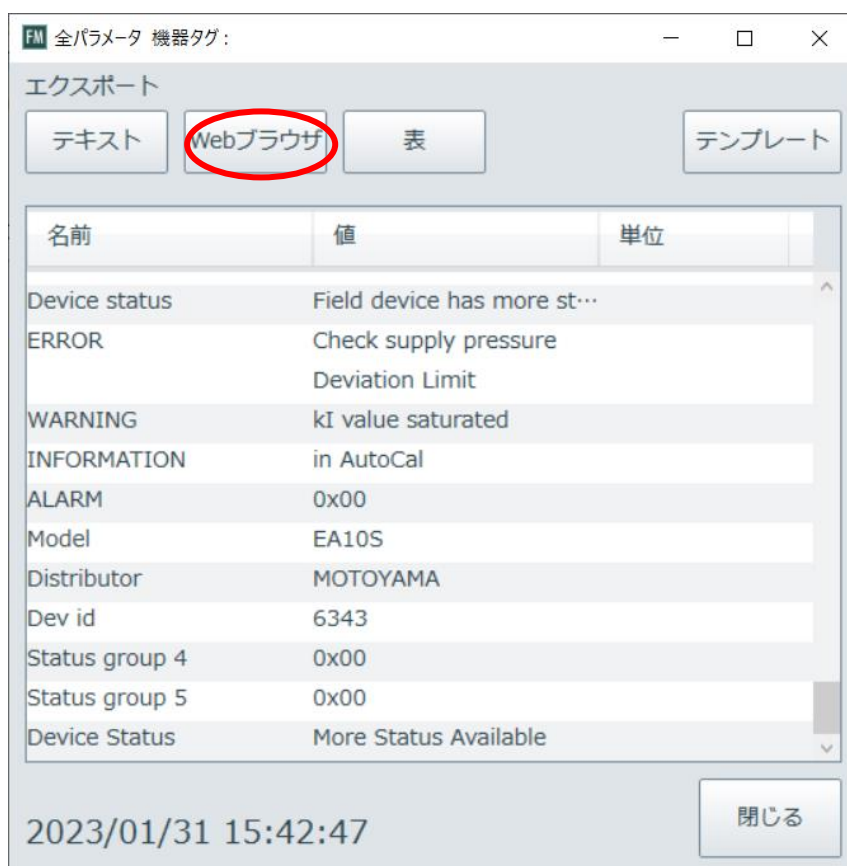 FM 全パラメータ 機器タグ :
エクスポート
テキスト Webブラウザ 表 テンプレート
名前 値 単位
Device status Field device has more st…
ERROR Check supply pressure
Deviation Limit
WARNING kI value saturated
INFORMATION in AutoCal
ALARM 0x00
Model EA10S
Distributor MOTOYAMA
Dev id 6343
Status group 4 0x00
Status group 5 0x00
Device Status More Status Available
2023/01/31 15:42:47 閉じる